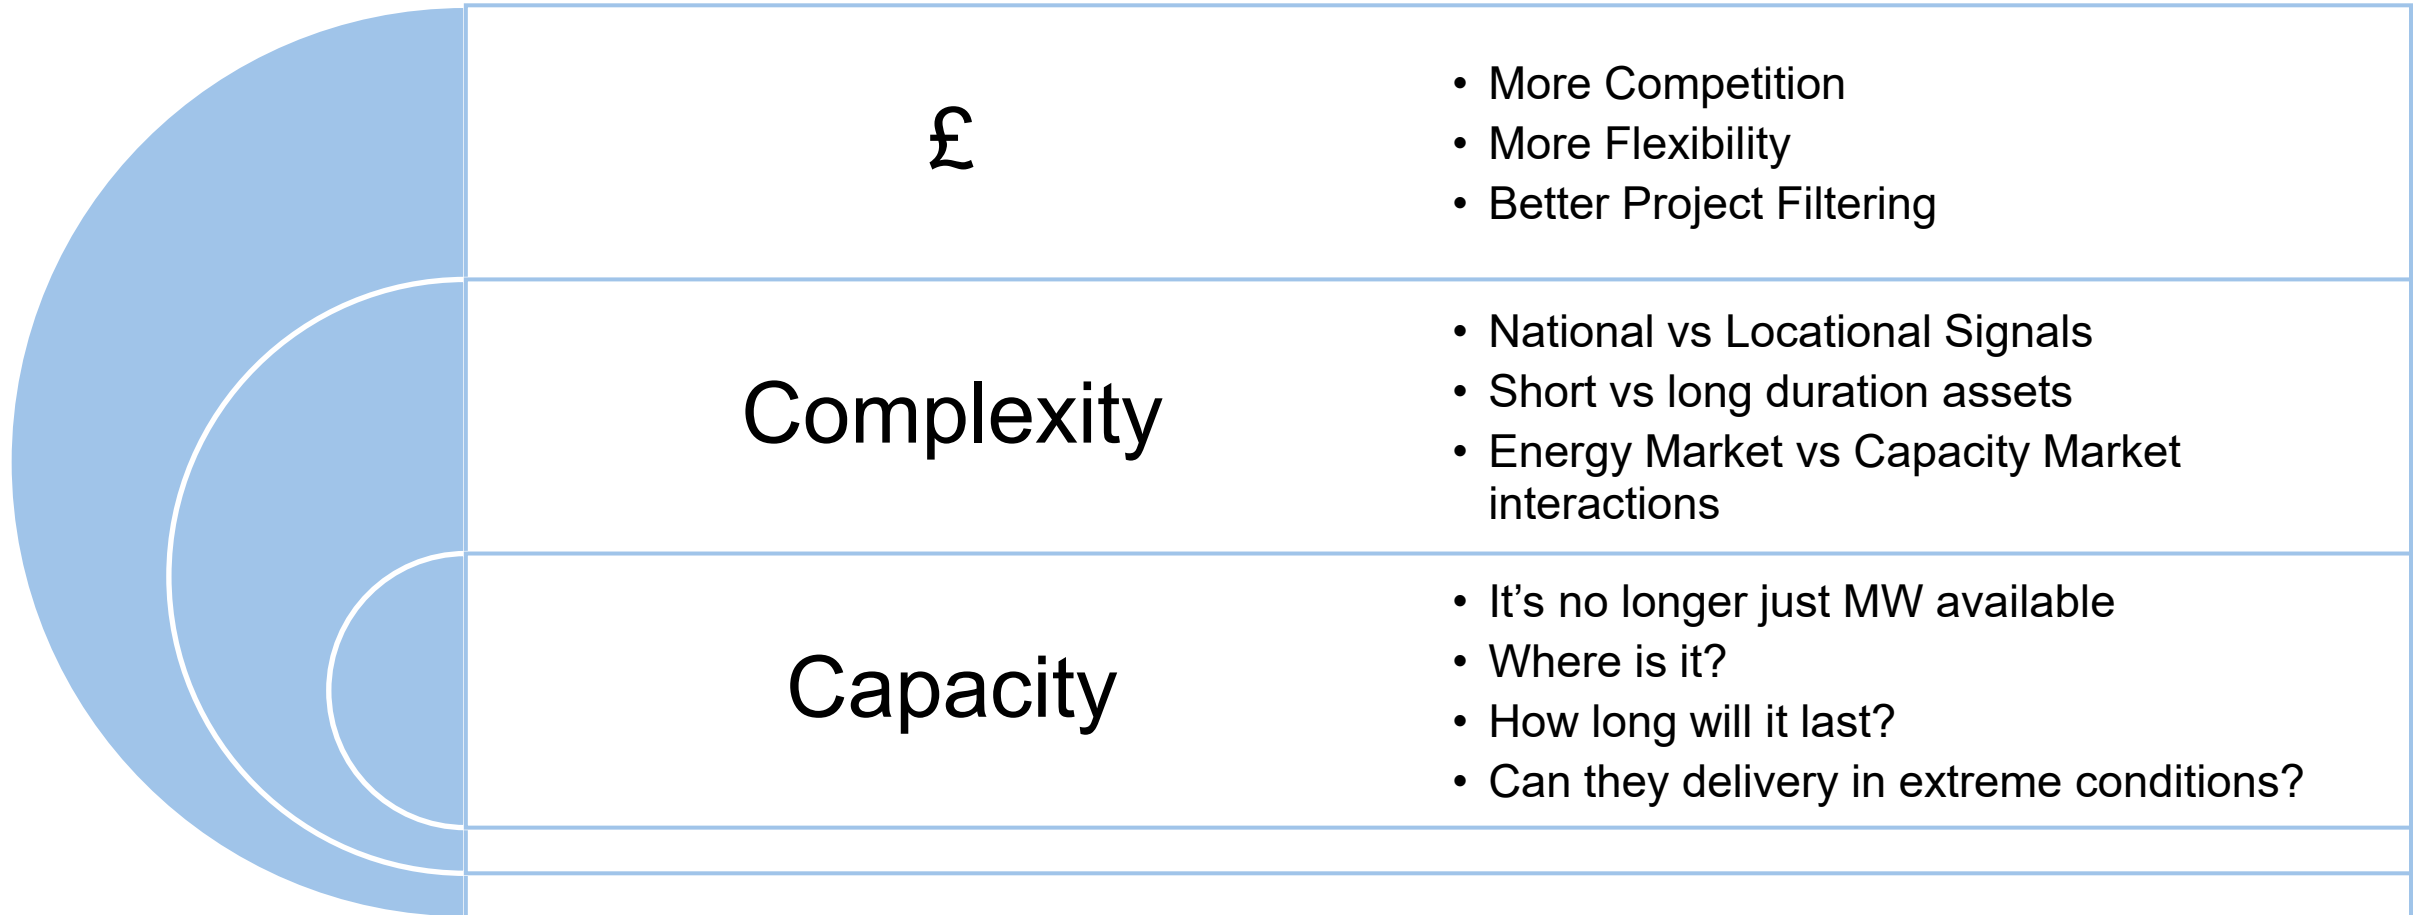 £
• More Competition
• More Flexibility
• Better Project Filtering
Complexity
• National vs Locational Signals
• Short vs long duration assets
• Energy Market vs Capacity Market
interactions
Capacity
• It’s no longer just MW available
• Where is it?
• How long will it last?
• Can they delivery in extreme conditions?